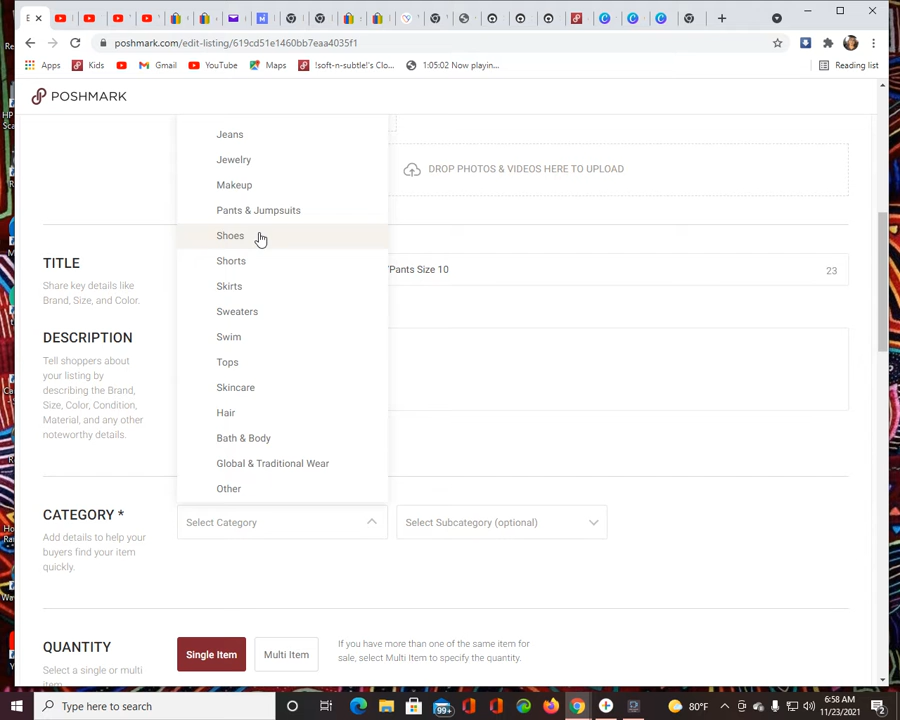 E
poshmark.com/edit-listing/619cd51e1460bb7eaa4035f1
Apps
Kids
Gmail
YouTube
Maps
!soft-n-subtle!'s Clo...
1:05:02 Now playin...
Reading list
POSHMARK
Jeans
Jewelry
Makeup
Pants & Jumpsuits
Shoes
Shorts
Skirts
Sweaters
Swim
Tops
Skincare
Hair
Bath & Body
Global & Traditional Wear
Other
DROP PHOTOS & VIDEOS HERE TO UPLOAD
TITLE
Share key details like
Brand, Size, and Color.
/Pants Size 10
23
DESCRIPTION
Tell shoppers about
your listing by
describing the Brand,
Size, Color, Condition,
Material, and any other
noteworthy details.
CATEGORY *
Add details to help your
buyers find your item
quickly.
Select Category
Select Subcategory (optional)
QUANTITY
Select a single or multi
item
Single Item
Multi Item
If you have more than one of the same item for
sale, select Multi Item to specify the quantity.
Type here to search
99+
80°F
6:58 AM
11/23/2021
2